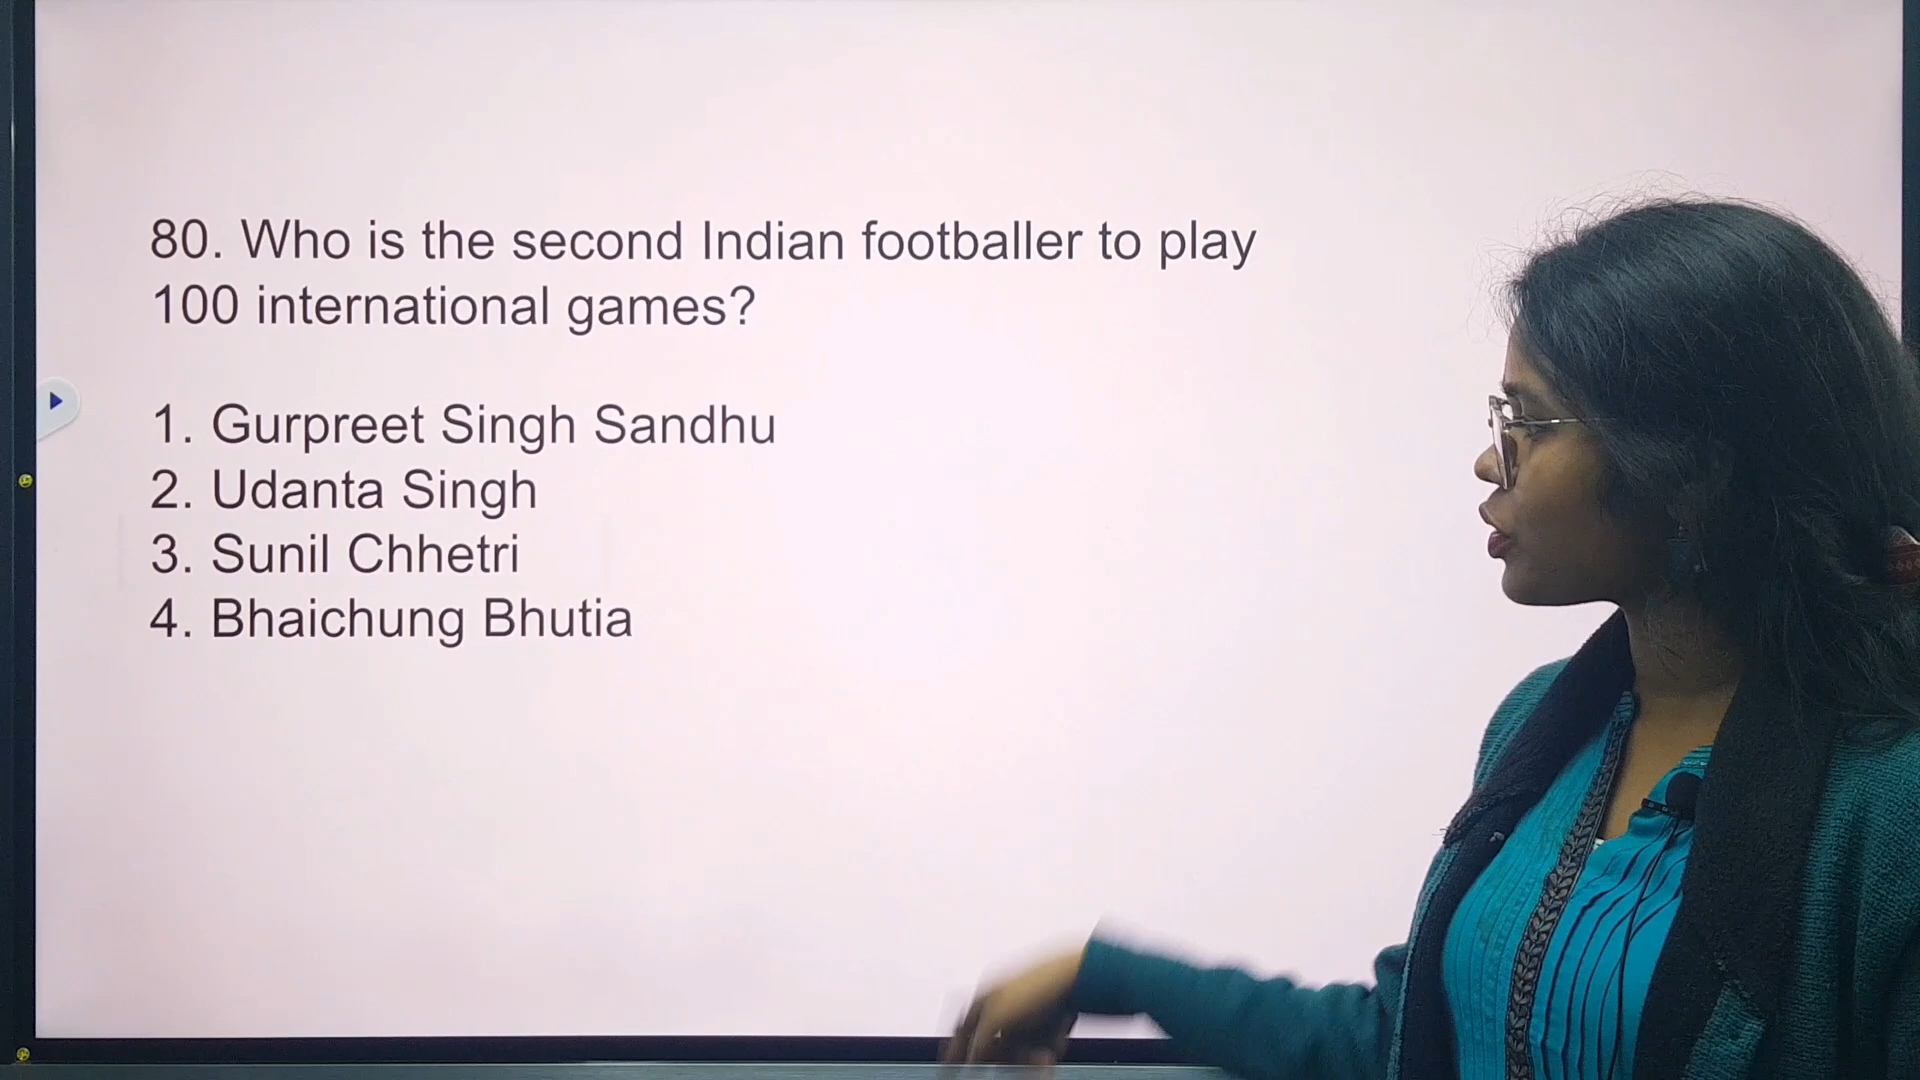 80. Who is the second Indian footballer to play
100 international games?
1. Gurpreet Singh Sandhu
2. Udanta Singh
3. Sunil Chhetri
4. Bhaichung Bhutia